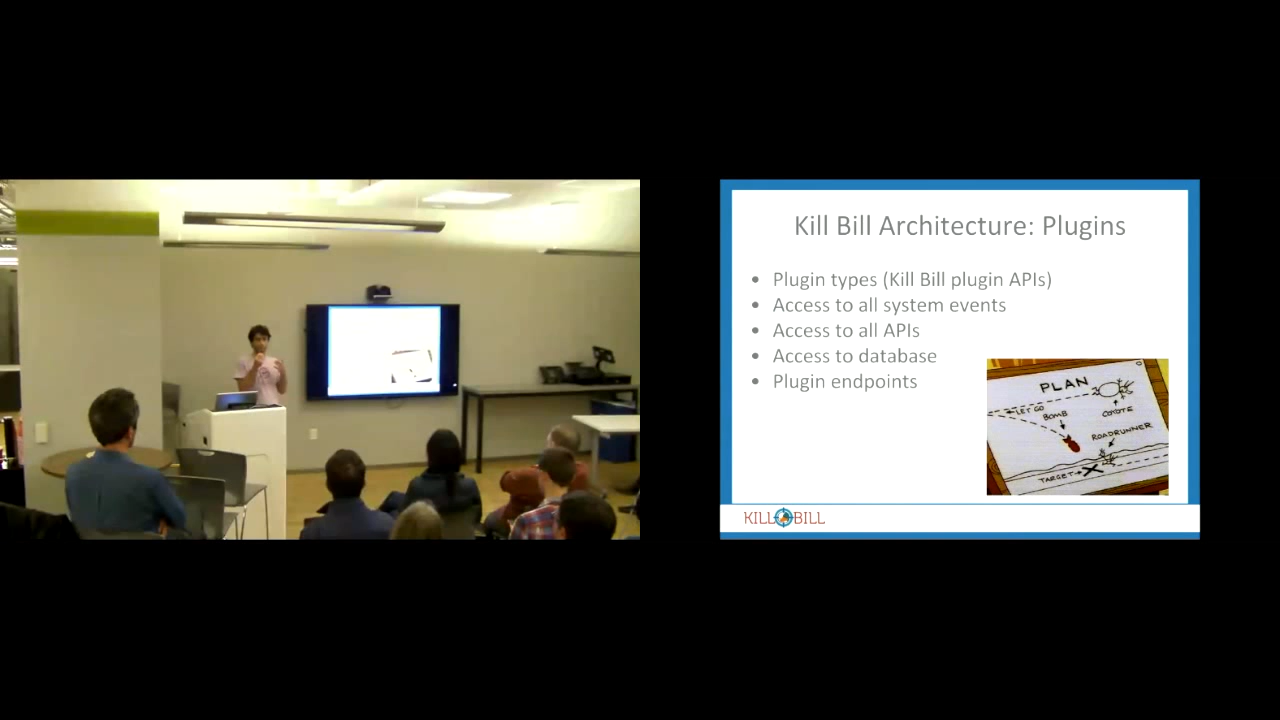 Kill Bill Architecture: Plugins
• Plugin types (Kill Bill plugin APIs)
• Access to all system events
• Access to all APIs
• Access to database
• Plugin endpoints
PLAN
LET GO
BOMB
COYOTE
ROADRUNNER
TARGET
KILL BILL